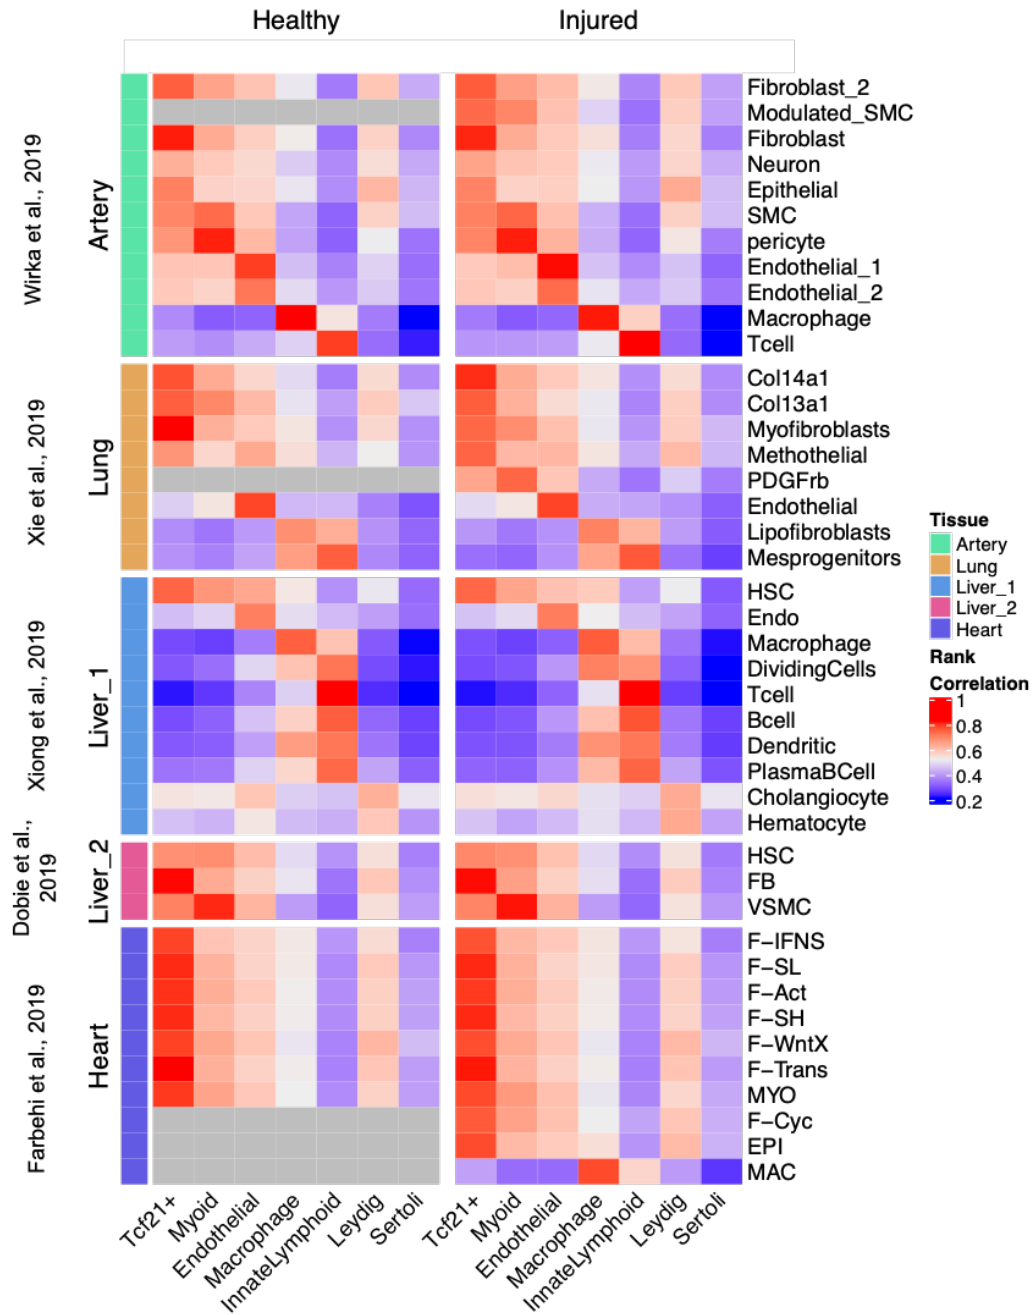 Healthy
Injured
Wirka et al., 2019
Artery
Fibroblast_2
Modulated_SMC
Fibroblast
Neuron
Epithelial
SMC
pericyte
Endothelial_1
Endothelial_2
Macrophage
Tcell
Xie et al., 2019
Lung
Col14a1
Col13a1
Myofibroblasts
Methothelial
PDGFrb
Endothelial
Lipofibroblasts
Mesprogenitors
Xiong et al., 2019
Liver_1
HSC
Endo
Macrophage
DividingCells
Tcell
Bcell
Dendritic
PlasmaBCell
Cholangiocyte
Hematocyte
Dobie et al.,
2019
Liver_2
HSC
FB
VSMC
Farbehi et al., 2019
Heart
F-IFNS
F-SL
F-Act
F-SH
F-WntX
F-Trans
MYO
F-Cyc
EPI
MAC
Tcf21+
Myoid
Endothelial
Macrophage
InnateLymphoid
Leydig
Sertoli
Tcf21+
Myoid
Endothelial
Macrophage
InnateLymphoid
Leydig
Sertoli
Tissue
Artery
Lung
Liver_1
Liver_2
Heart
Rank
Correlation
1
0.8
0.6
0.4
0.2